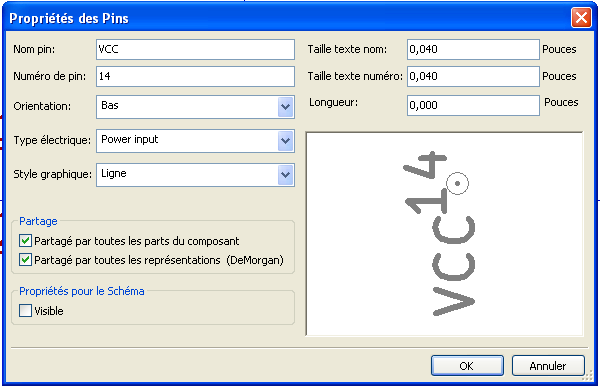 Propriétés des Pins
Nom pin: VCC
Taille texte nom: 0,040 Pouces
Numéro de pin: 14
Taille texte numéro: 0,040 Pouces
Orientation: Bas
Longueur: 0,000 Pouces
Type électrique: Power input
Style graphique: Ligne
14
VCC
Partage
Partagé par toutes les parts du composant
Partagé par toutes les représentations (DeMorgan)
Propriétés pour le Schéma
Visible
OK
Annuler